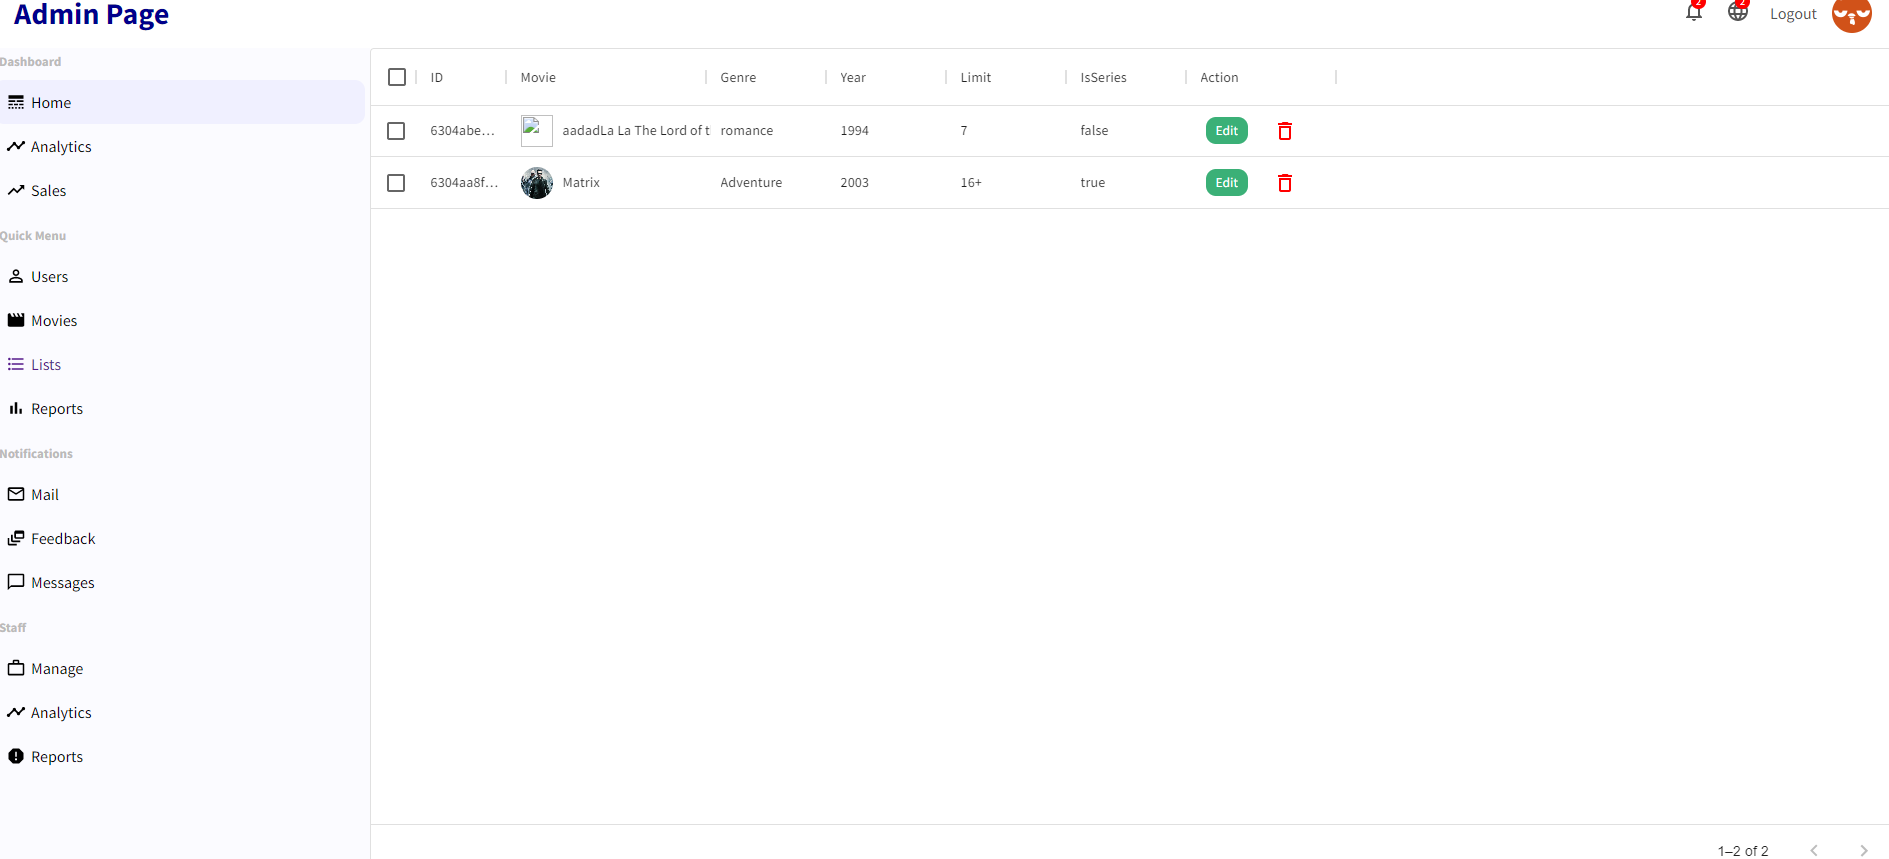 Admin Page
2
2
Logout
Dashboard
Home
Analytics
Sales
Quick Menu
Users
Movies
Lists
Reports
Notifications
Mail
Feedback
Messages
Staff
Manage
Analytics
Reports
ID Movie Genre Year Limit IsSeries Action
6304abe... aadadLa La The Lord of t romance 1994 7 false Edit
6304aa8f... Matrix Adventure 2003 16+ true Edit
1–2 of 2